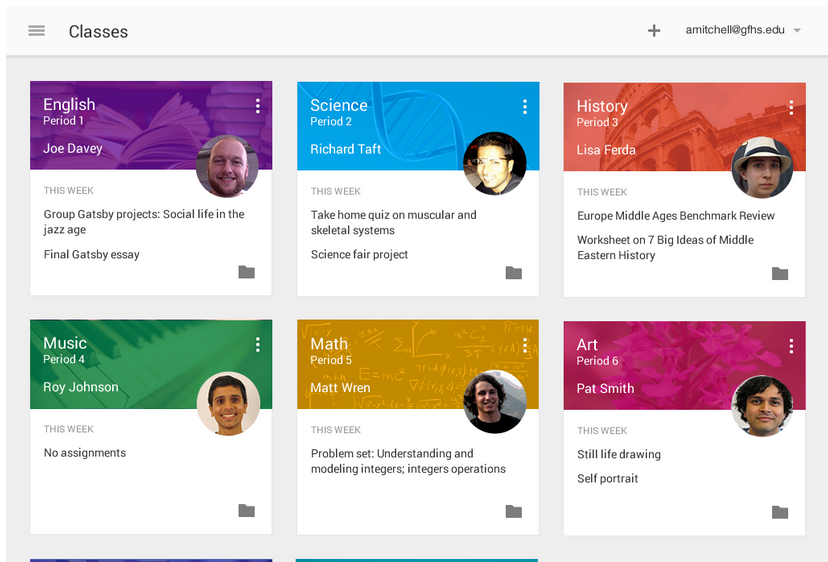 Classes
amitchell@gfhs.edu
English
Period 1
Joe Davey
THIS WEEK
Group Gatsby projects: Social life in the
jazz age
Final Gatsby essay
Science
Period 2
Richard Taft
THIS WEEK
Take home quiz on muscular and
skeletal systems
Science fair project
History
Period 3
Lisa Ferda
THIS WEEK
Europe Middle Ages Benchmark Review
Worksheet on 7 Big Ideas of Middle
Eastern History
Music
Period 4
Roy Johnson
THIS WEEK
No assignments
Math
Period 5
Matt Wren
E=mc²
THIS WEEK
Problem set: Understanding and
modeling integers; integers operations
Art
Period 6
Pat Smith
THIS WEEK
Still life drawing
Self portrait